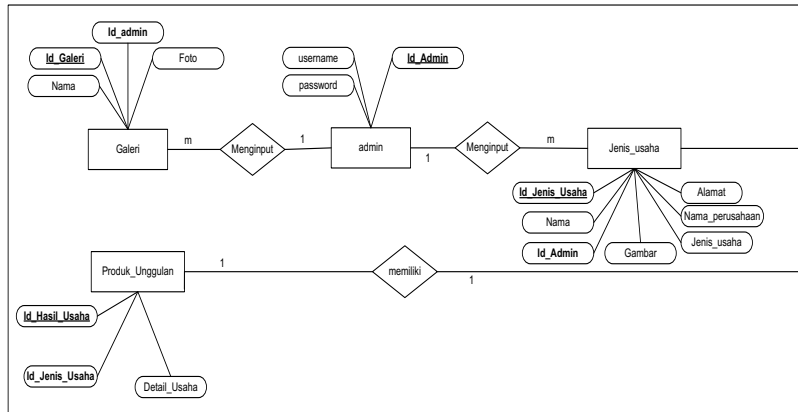 Id_admin
Id_Galeri
Foto
Nama
username
Id_Admin
password
Galeri
m
Menginput
1
admin
1
Menginput
m
Jenis_usaha
Id_Jenis_Usaha
Alamat
Nama
Nama_perusahaan
Id_Admin
Gambar
Jenis_usaha
Produk_Unggulan
1
memiliki
1
Id_Hasil_Usaha
Id_Jenis_Usaha
Detail_Usaha